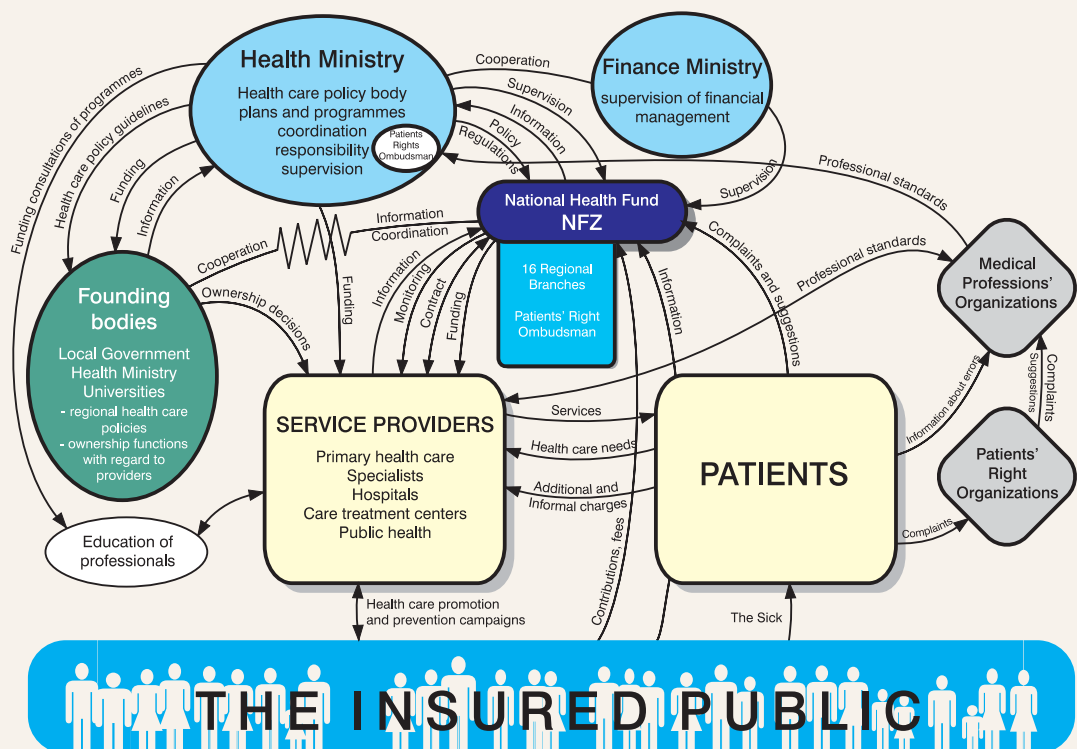 Health Ministry
Health care policy body
plans and programmes
coordination
responsibility
supervision
Patients
Rights
Ombudsman
Finance Ministry
supervision of financial
management
Cooperation
Supervision
Information
Policy
Regulations
Supervision
Professional standards
Professional standards
Funding consultations of programmes
Health care policy guidelines
Funding
Information
National Health Fund
NFZ
16 Regional
Branches
Patients' Right
Ombudsman
Cooperation
Information
Coordination
Ownership decisions
Funding
Information
Monitoring
Contract
Funding
Information
Complaints and suggestions
Medical
Professions'
Organizations
Founding
bodies
Local Government
Health Ministry
Universities
- regional health care
policies
- ownership functions
with regard to
providers
SERVICE PROVIDERS
Primary health care
Specialists
Hospitals
Care treatment centers
Public health
Services
Health care needs
Additional and
Informal charges
PATIENTS
Information about errors
Complaints
Suggestions
Patients'
Right
Organizations
Complaints
Education of
professionals
Health care promotion
and prevention campaigns
Contributions, fees
The Sick
THE INSURED PUBLIC